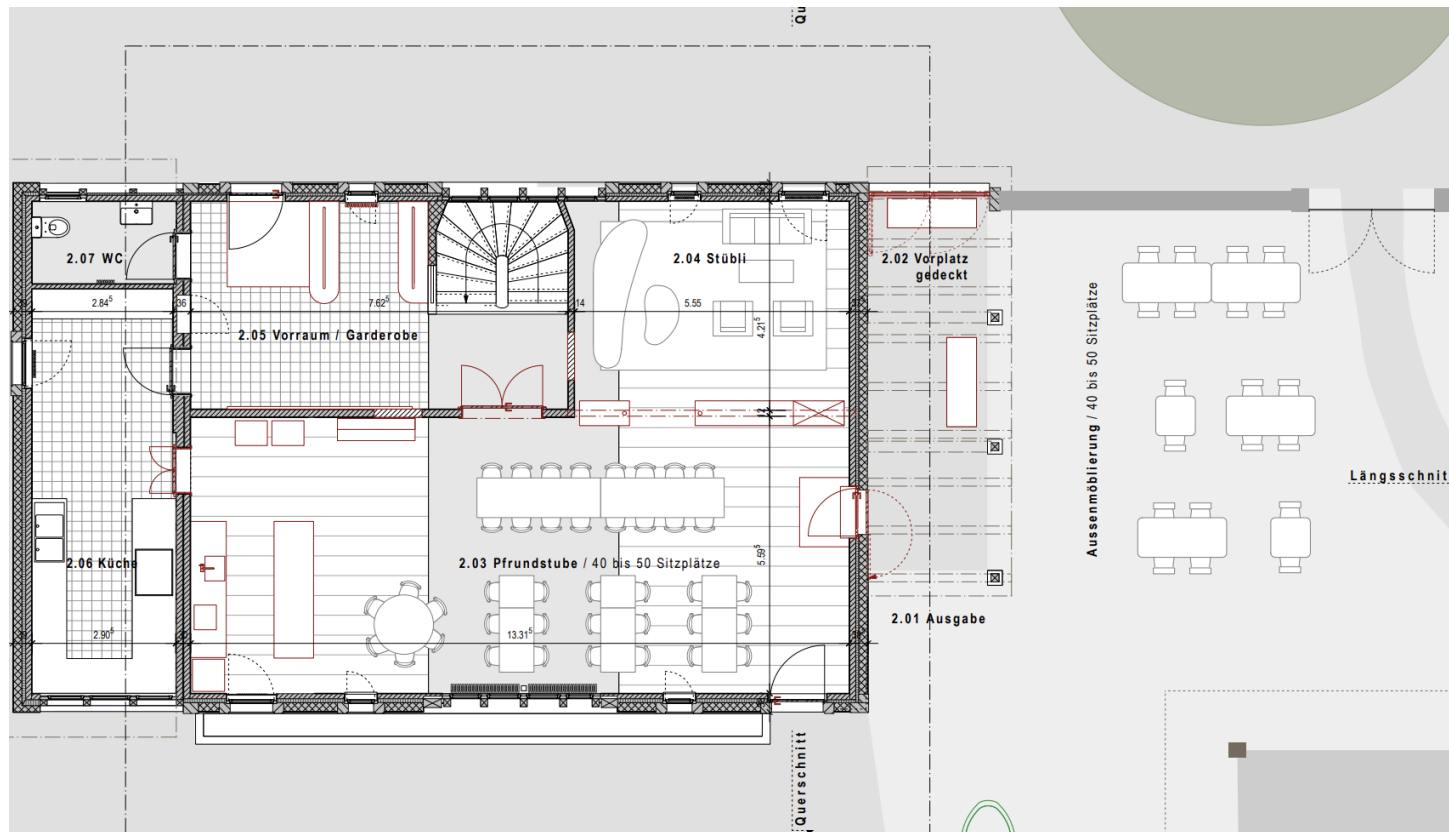 Qu
2.07 WC
2.04 Stübli
2.02 Vorplatz
gedeckt
2.84⁵
36
7.62⁵
14
5.55
4.21⁵
2.05 Vorraum / Garderobe
12
Aussenmöblierung / 40 bis 50 Sitzplätze
Längsschnit
2.06 Küche
2.03 Pfrundstube / 40 bis 50 Sitzplätze
5.59⁵
2.01 Ausgabe
2.90⁵
13.31⁵
Querschnitt